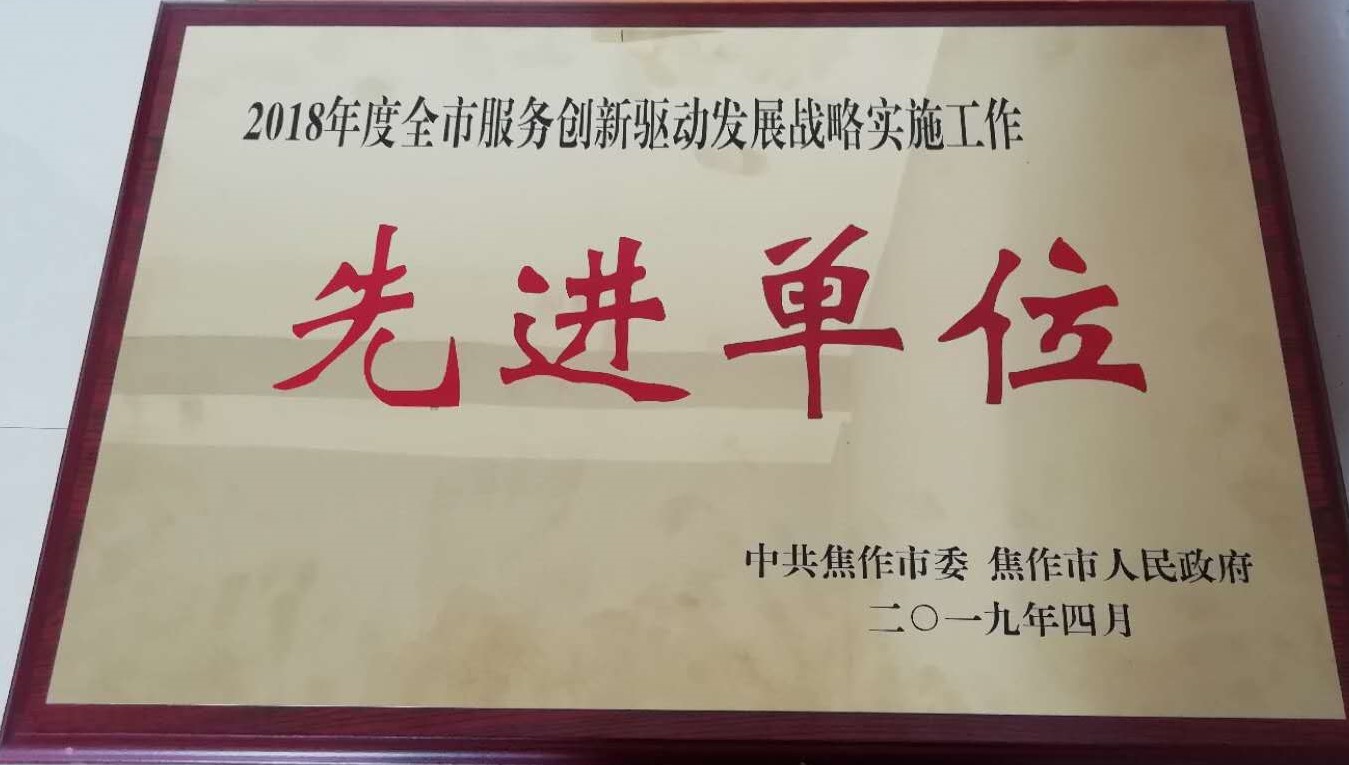 2018年度全市服务创新驱动发展战略实施工作
先进单位
中共焦作市委 焦作市人民政府
二〇一九年四月